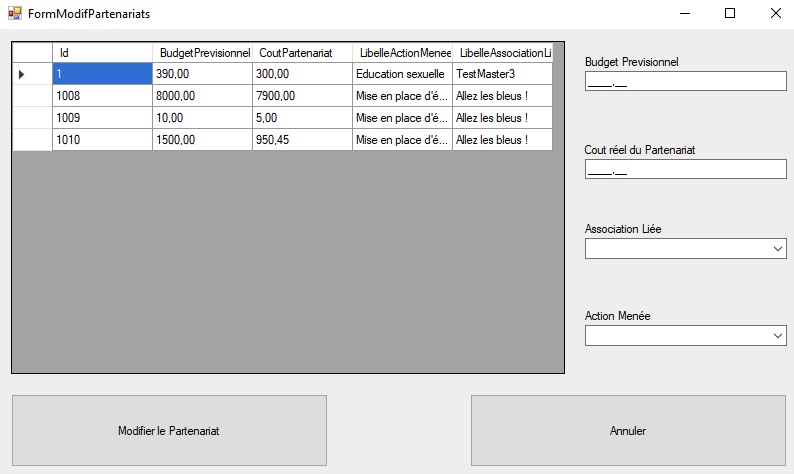 FormModifPartenariats
Id BudgetPrevisionnel CoutPartenariat LibelleActionMenee LibelleAssociationLi
1 390,00 300,00 Education sexuelle TestMaster3
1008 8000,00 7900,00 Mise en place d'é... Allez les bleus !
1009 10,00 5,00 Mise en place d'é... Allez les bleus !
1010 1500,00 950,45 Mise en place d'é... Allez les bleus !
Budget Previsionnel
____.__
Cout réel du Partenariat
____.__
Association Liée
Action Menée
Modifier le Partenariat
Annuler